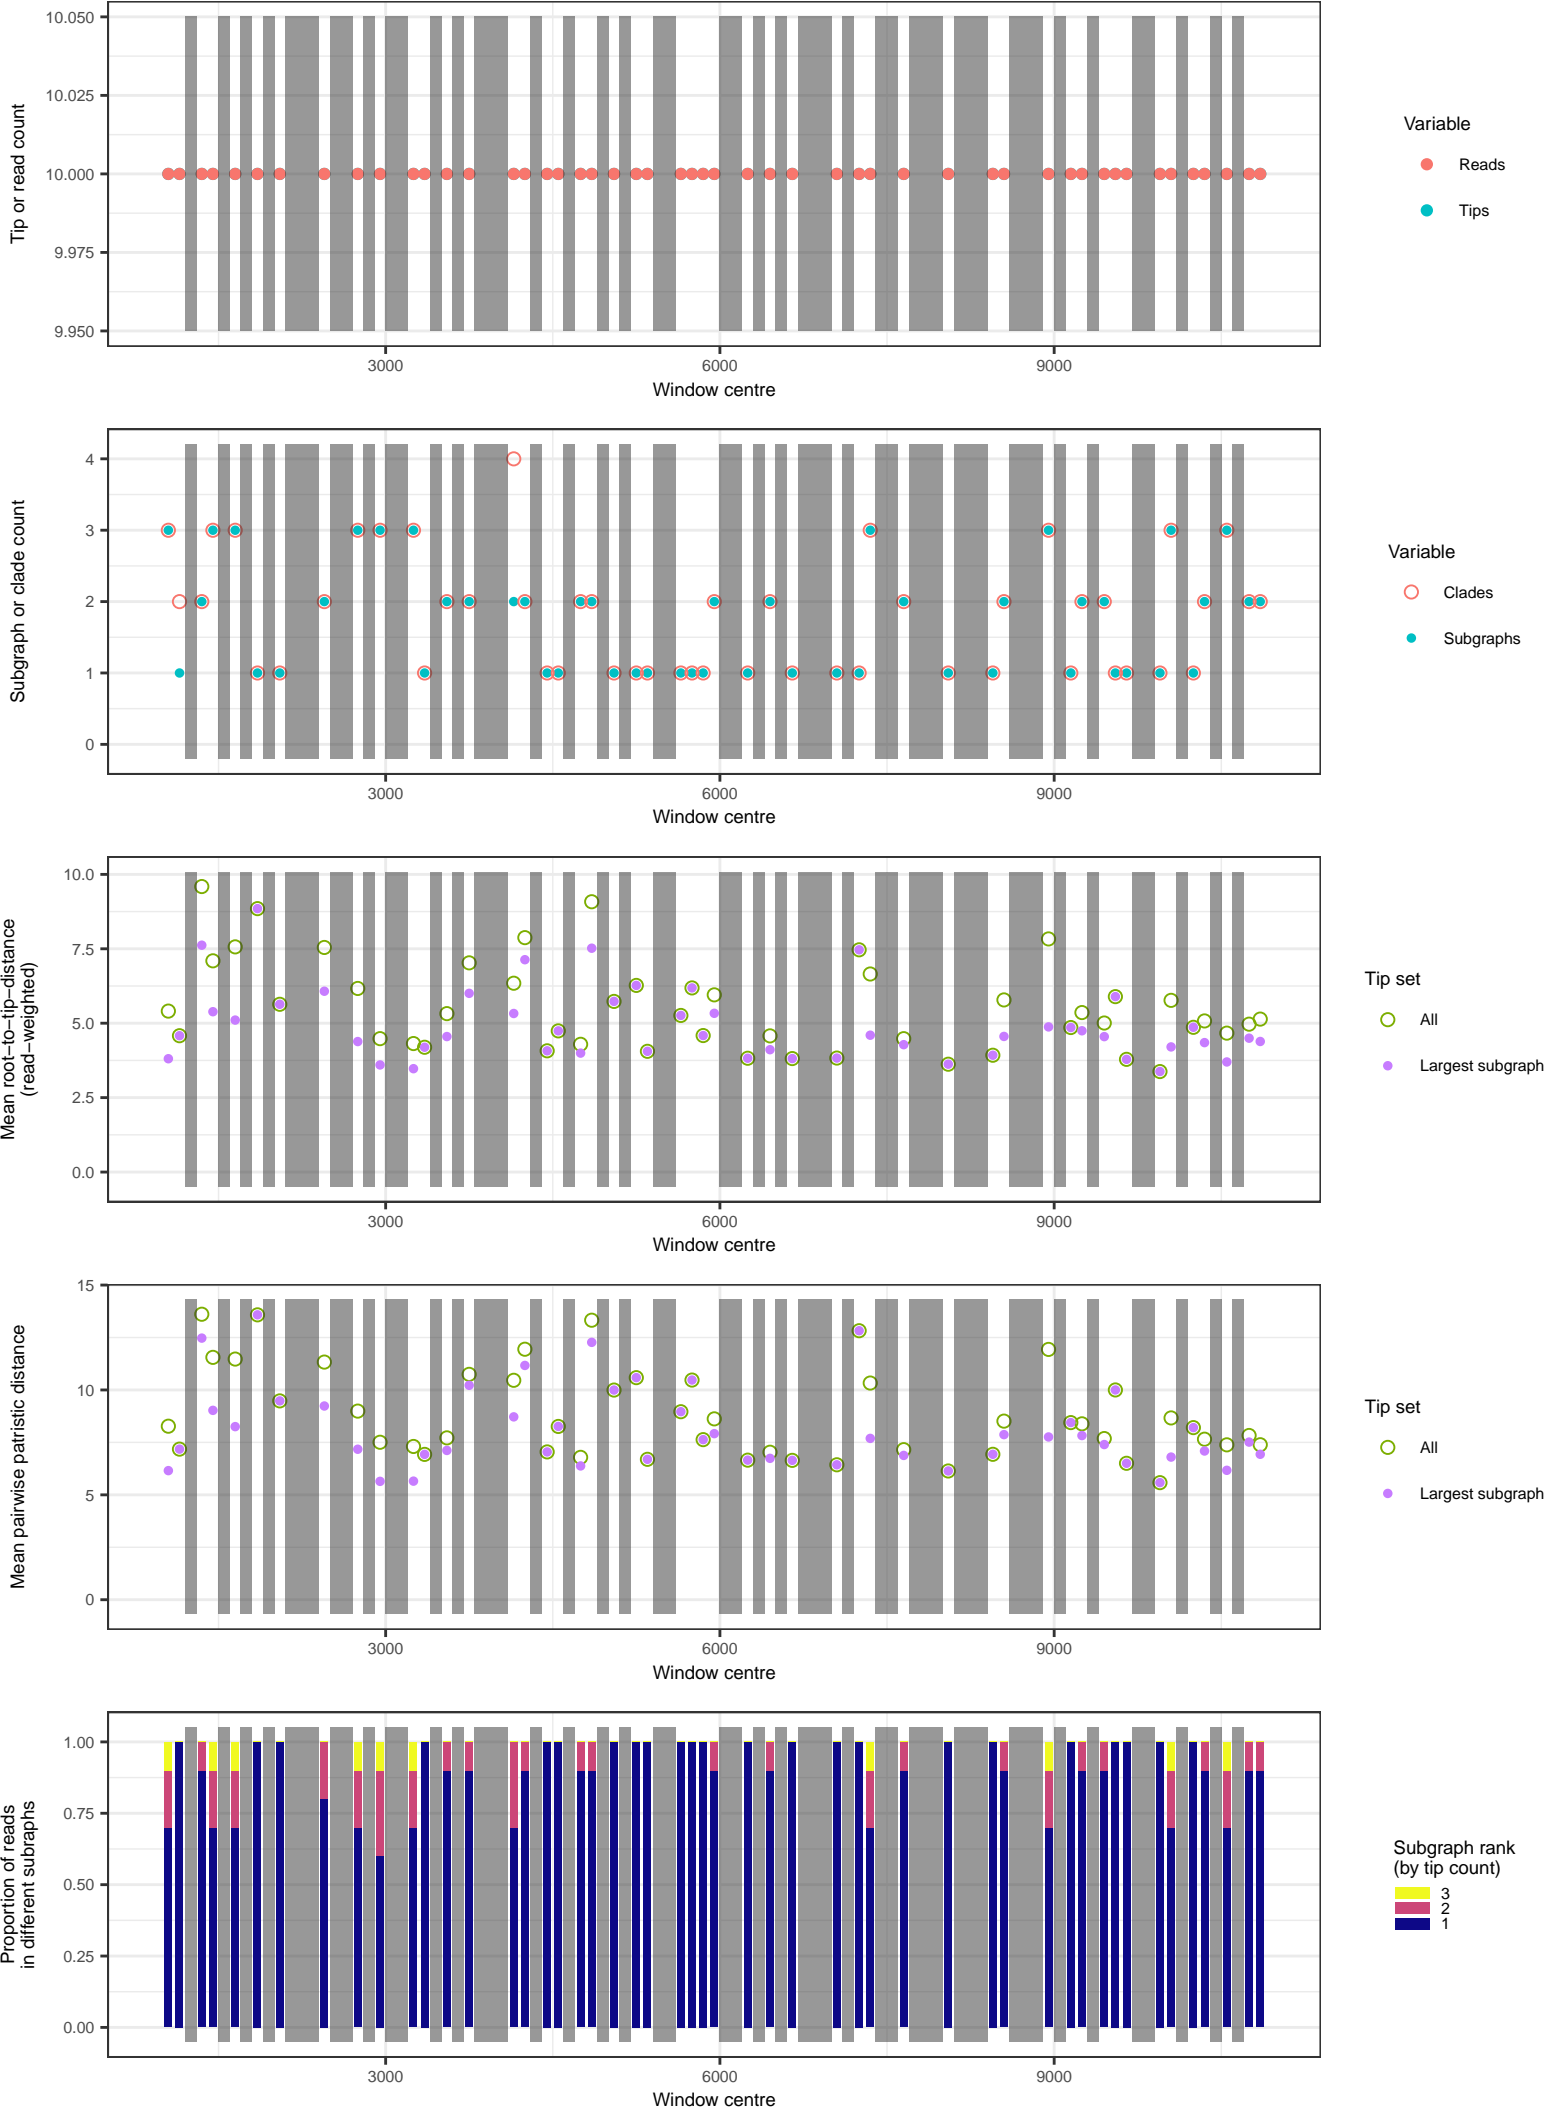 10.050
10.025
10.000
9.975
9.950
Tip or read count
3000 6000 9000
Window centre
Variable
Reads
Tips
4
3
2
1
0
Subgraph or clade count
3000 6000 9000
Window centre
Variable
Clades
Subgraphs
10.0
7.5
5.0
2.5
0.0
Mean root−to−tip−distance
(read−weighted)
3000 6000 9000
Window centre
Tip set
All
Largest subgraph
15
10
5
0
Mean pairwise patristic distance
3000 6000 9000
Window centre
Tip set
All
Largest subgraph
1.00
0.75
0.50
0.25
0.00
Proportion of reads
in different subraphs
3000 6000 9000
Window centre
Subgraph rank
(by tip count)
3
2
1